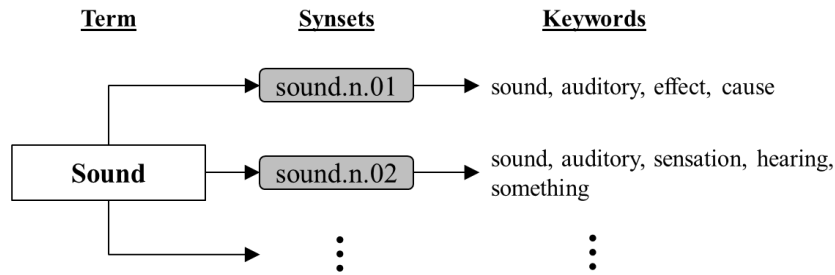 Term Synsets Keywords
sound.n.01 sound, auditory, effect, cause
Sound sound.n.02 sound, auditory, sensation, hearing,
something